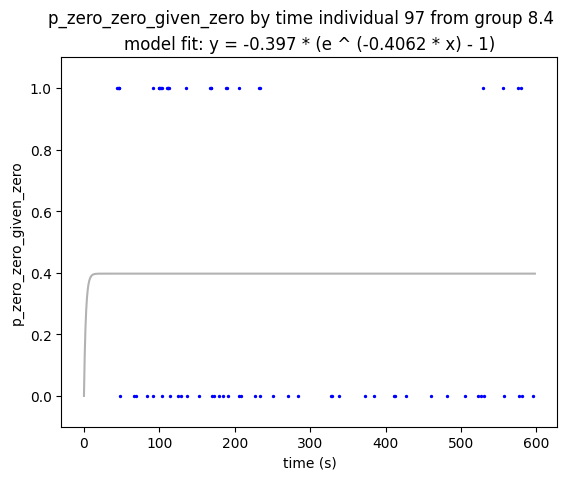 p_zero_zero_given_zero by time individual 97 from group 8.4
model fit: y = -0.397 * (e ^ (-0.4062 * x) - 1)
1.0
0.8
0.6
0.4
0.2
0.0
p_zero_zero_given_zero
0 100 200 300 400 500 600
time (s)